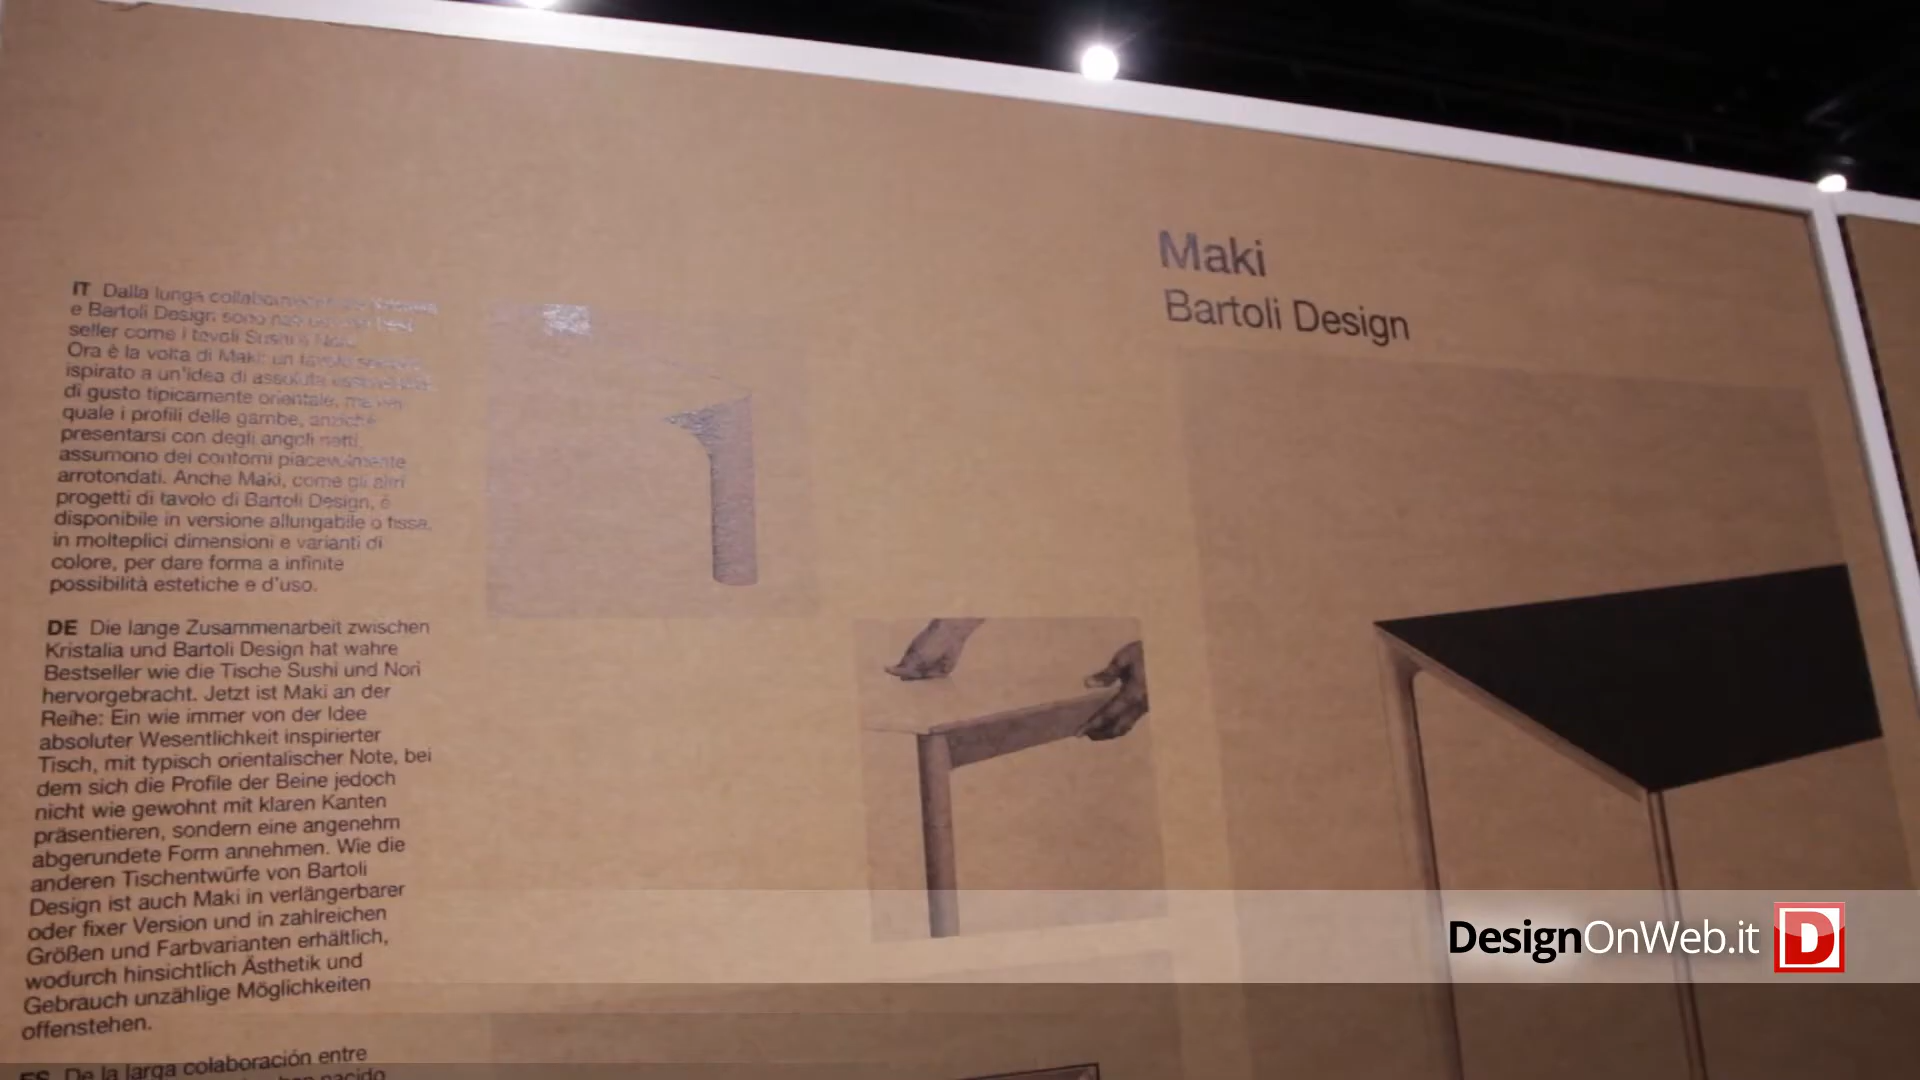 Maki
Bartoli Design
IT Dalla lunga
e Bartoli Design sono
seller come i tavoli Sushi e Nori.
Ora è la volta di Maki: un tavolo
ispirato a un'idea di assoluta
di gusto tipicamente orientale, ma
quale i profili delle gambe, anziché
presentarsi con degli angoli netti,
assumono dei contorni piacevolmente
arrotondati. Anche Maki, come gli altri
progetti di tavolo di Bartoli Design, è
disponibile in versione allungabile o fissa,
in molteplici dimensioni e varianti di
colore, per dare forma a infinite
possibilità estetiche e d'uso.
DE Die lange Zusammenarbeit zwischen
Kristalia und Bartoli Design hat wahre
Bestseller wie die Tische Sushi und Nori
hervorgebracht. Jetzt ist Maki an der
Reihe: Ein wie immer von der Idee
absoluter Wesentlichkeit inspirierter
Tisch, mit typisch orientalischer Note, bei
dem sich die Profile der Beine jedoch
nicht wie gewohnt mit klaren Kanten
präsentieren, sondern eine angenehm
abgerundete Form annehmen. Wie die
anderen Tischentwürfe von Bartoli
Design ist auch Maki in verlängerbarer
oder fixer Version und in zahlreichen
Größen und Farbvarianten erhältlich,
wodurch hinsichtlich Ästhetik und
Gebrauch unzählige Möglichkeiten
offenstehen.
ES De la larga colaboración entre
nacido
DesignOnWeb.it D